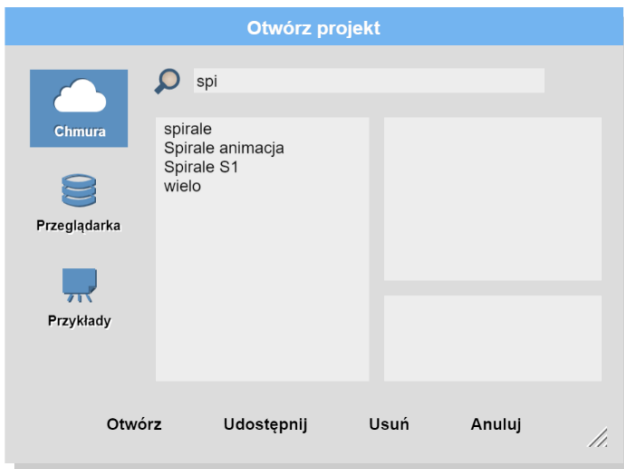 Otwórz projekt
spi
Chmura
spirale
Spirale animacja
Spirale S1
wielo
Przeglądarka
Przykłady
Otwórz Udostępnij Usuń Anuluj